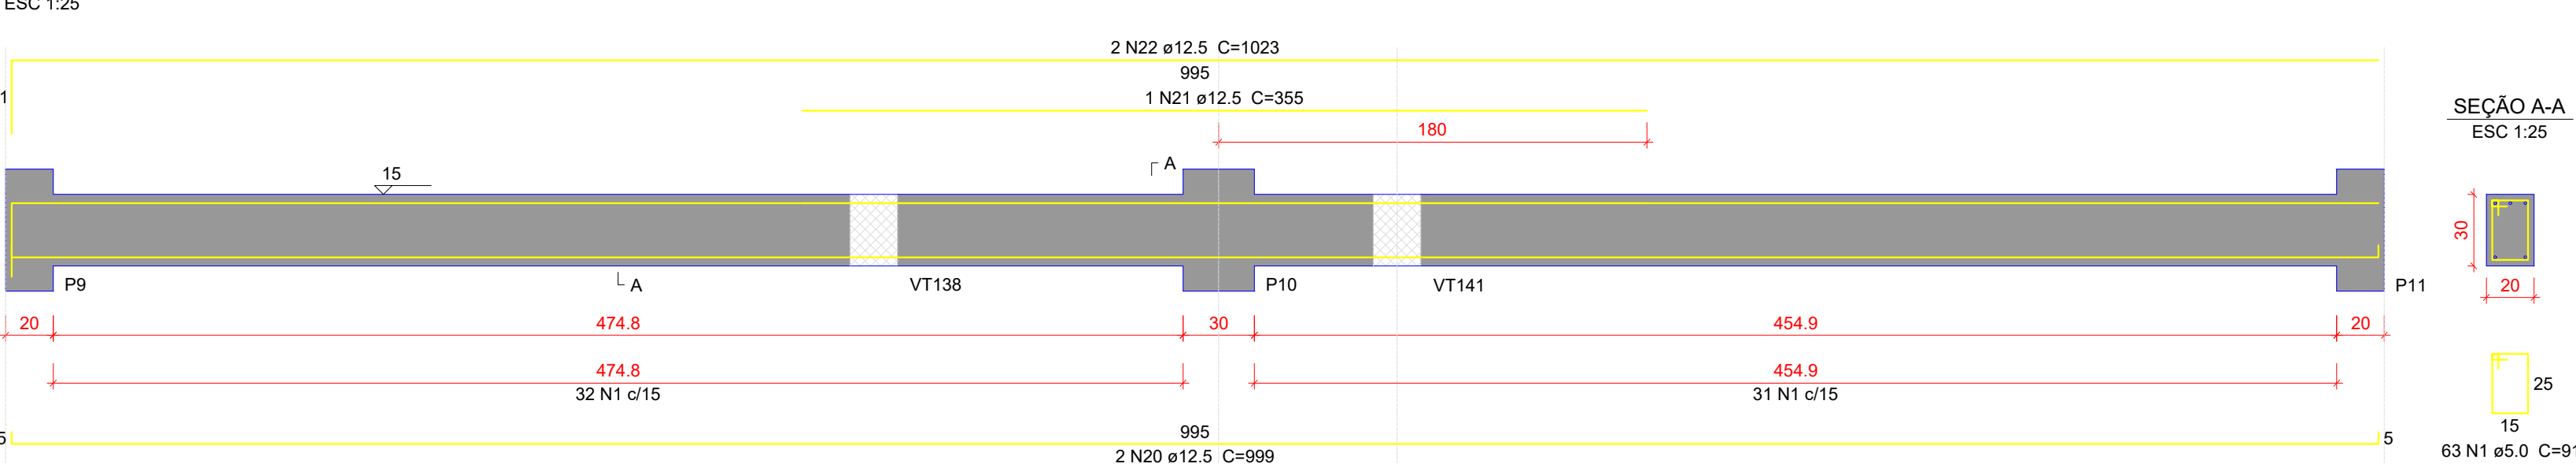 ESC 1:25
2 N22 ø12.5 C=1023
995
1
1 N21 ø12.5 C=355
180
SEÇÃO A-A
ESC 1:25
A
15
30
P9
A
VT138
P10
VT141
P11
20
20
474.8
30
454.9
20
474.8
32 N1 c/15
454.9
31 N1 c/15
25
15
5
995
5
2 N20 ø12.5 C=999
63 N1 ø5.0 C=91